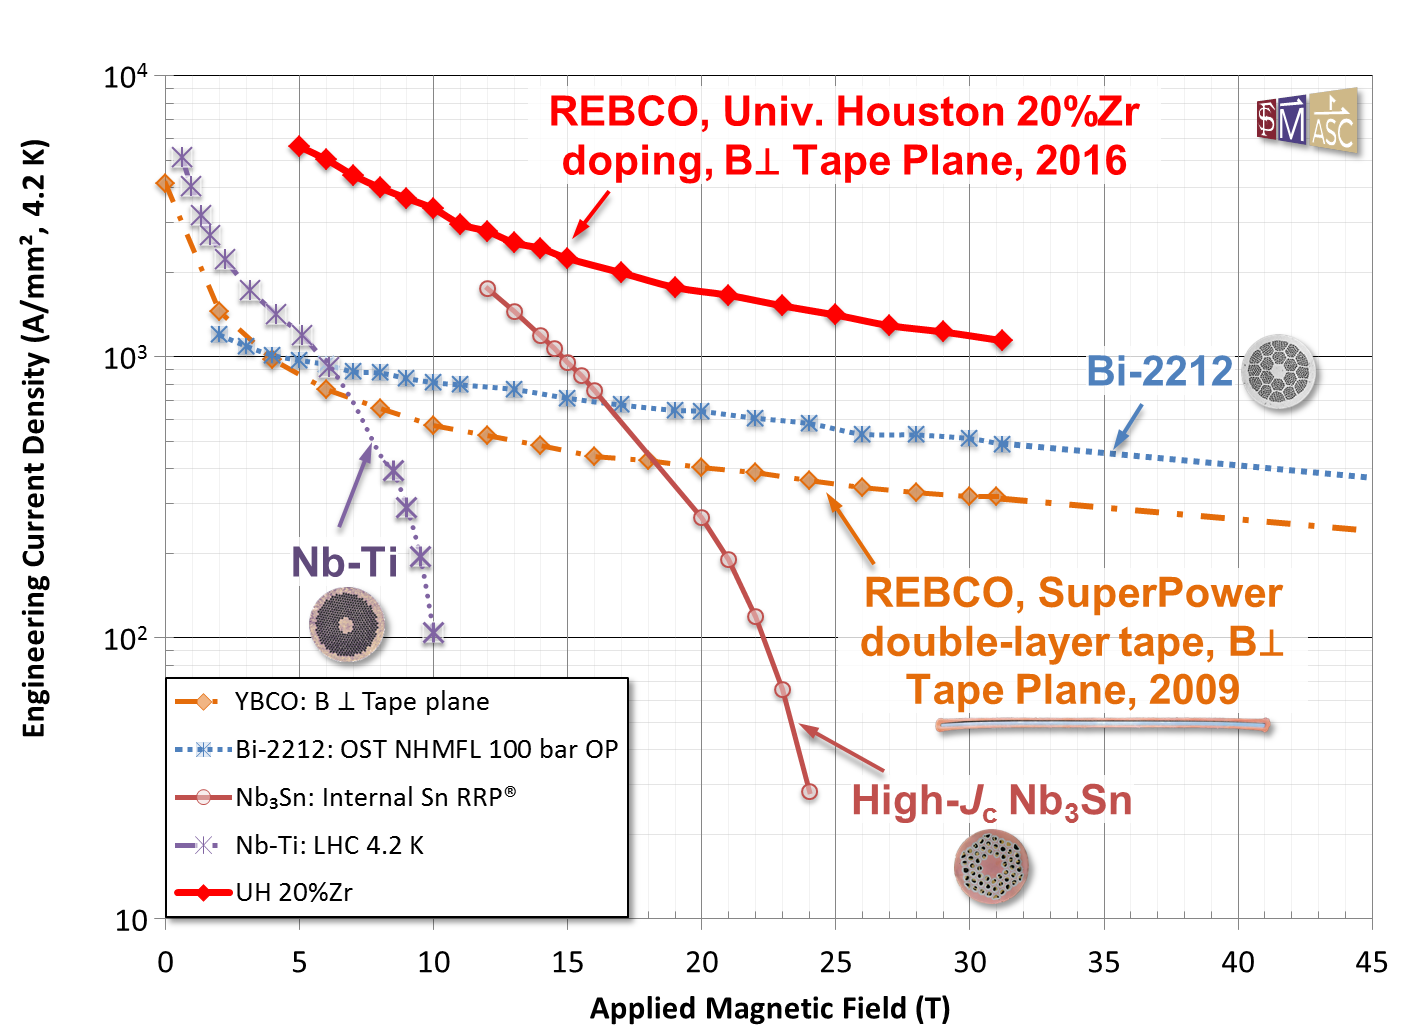 10⁴
REBCO, Univ. Houston 20%Zr
doping, B⊥ Tape Plane, 2016
MASC
Engineering Current Density (A/mm², 4.2 K)
10³
Bi-2212
Nb-Ti
REBCO, SuperPower
double-layer tape, B⊥
Tape Plane, 2009
10²
YBCO: B ⊥ Tape plane
Bi-2212: OST NHMFL 100 bar OP
Nb₃Sn: Internal Sn RRP®
Nb-Ti: LHC 4.2 K
UH 20%Zr
High-Jc Nb₃Sn
10
0 5 10 15 20 25 30 35 40 45
Applied Magnetic Field (T)